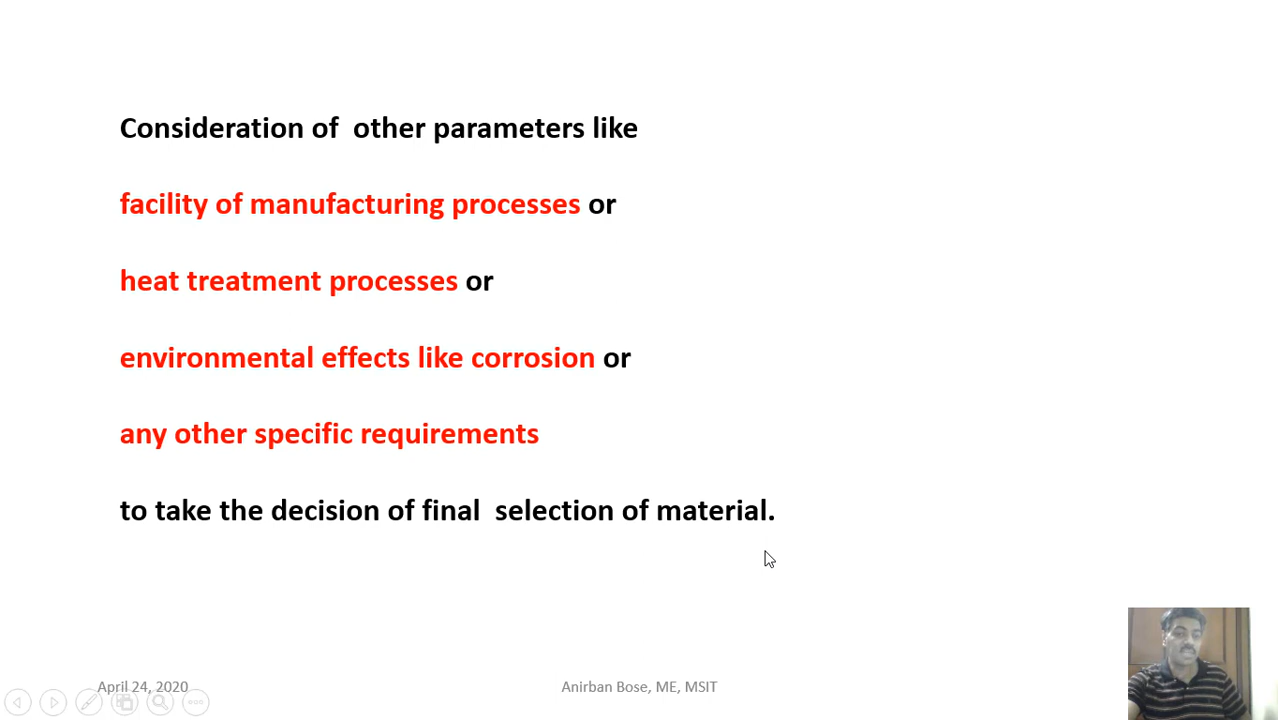 Consideration of  other parameters like
facility of manufacturing processes or
heat treatment processes or
environmental effects like corrosion or
any other specific requirements
to take the decision of final  selection of material.
April 24, 2020
Anirban Bose, ME, MSIT